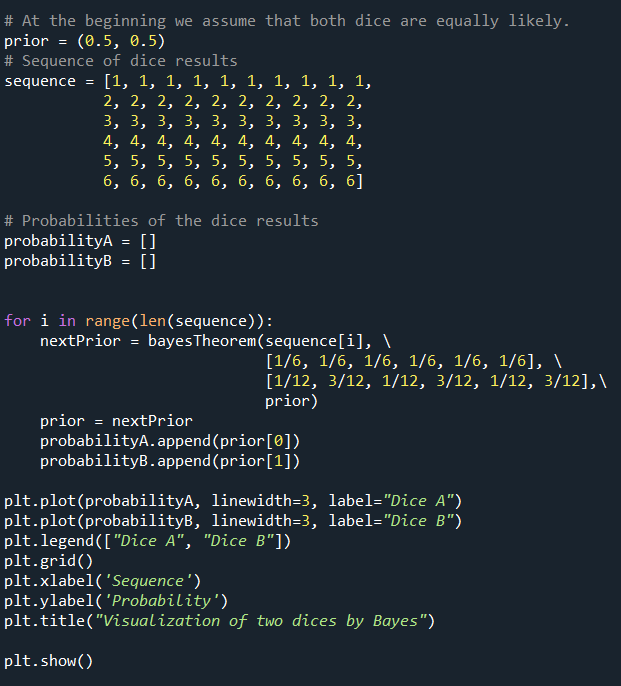 # At the beginning we assume that both dice are equally likely.
prior = (0.5, 0.5)
# Sequence of dice results
sequence = [1, 1, 1, 1, 1, 1, 1, 1, 1, 1,
           2, 2, 2, 2, 2, 2, 2, 2, 2, 2,
           3, 3, 3, 3, 3, 3, 3, 3, 3, 3,
           4, 4, 4, 4, 4, 4, 4, 4, 4, 4,
           5, 5, 5, 5, 5, 5, 5, 5, 5, 5,
           6, 6, 6, 6, 6, 6, 6, 6, 6, 6]

# Probabilities of the dice results
probabilityA = []
probabilityB = []


for i in range(len(sequence)):
    nextPrior = bayesTheorem(sequence[i], \
                             [1/6, 1/6, 1/6, 1/6, 1/6, 1/6], \
                             [1/12, 3/12, 1/12, 3/12, 1/12, 3/12],\
                             prior)
    prior = nextPrior
    probabilityA.append(prior[0])
    probabilityB.append(prior[1])

plt.plot(probabilityA, linewidth=3, label="Dice A")
plt.plot(probabilityB, linewidth=3, label="Dice B")
plt.legend(["Dice A", "Dice B"])
plt.grid()
plt.xlabel('Sequence')
plt.ylabel('Probability')
plt.title("Visualization of two dices by Bayes")

plt.show()